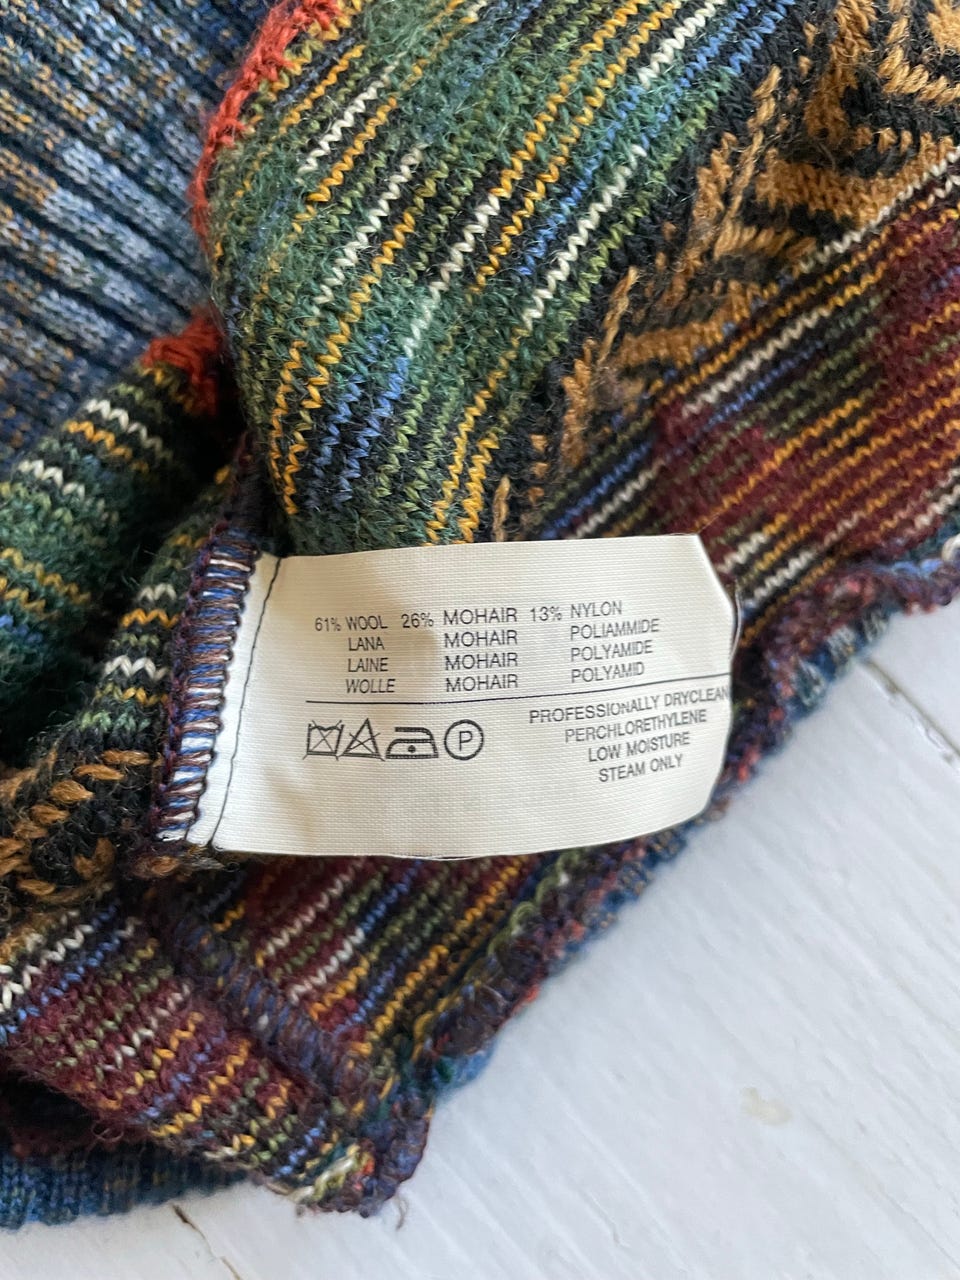 61% WOOL 26% MOHAIR 13% NYLON
LANA MOHAIR POLIAMMIDE
LAINE MOHAIR POLYAMIDE
WOLLE MOHAIR POLYAMID
PROFESSIONALLY DRYCLEAN
PERCHLORETHYLENE
LOW MOISTURE
STEAM ONLY
P